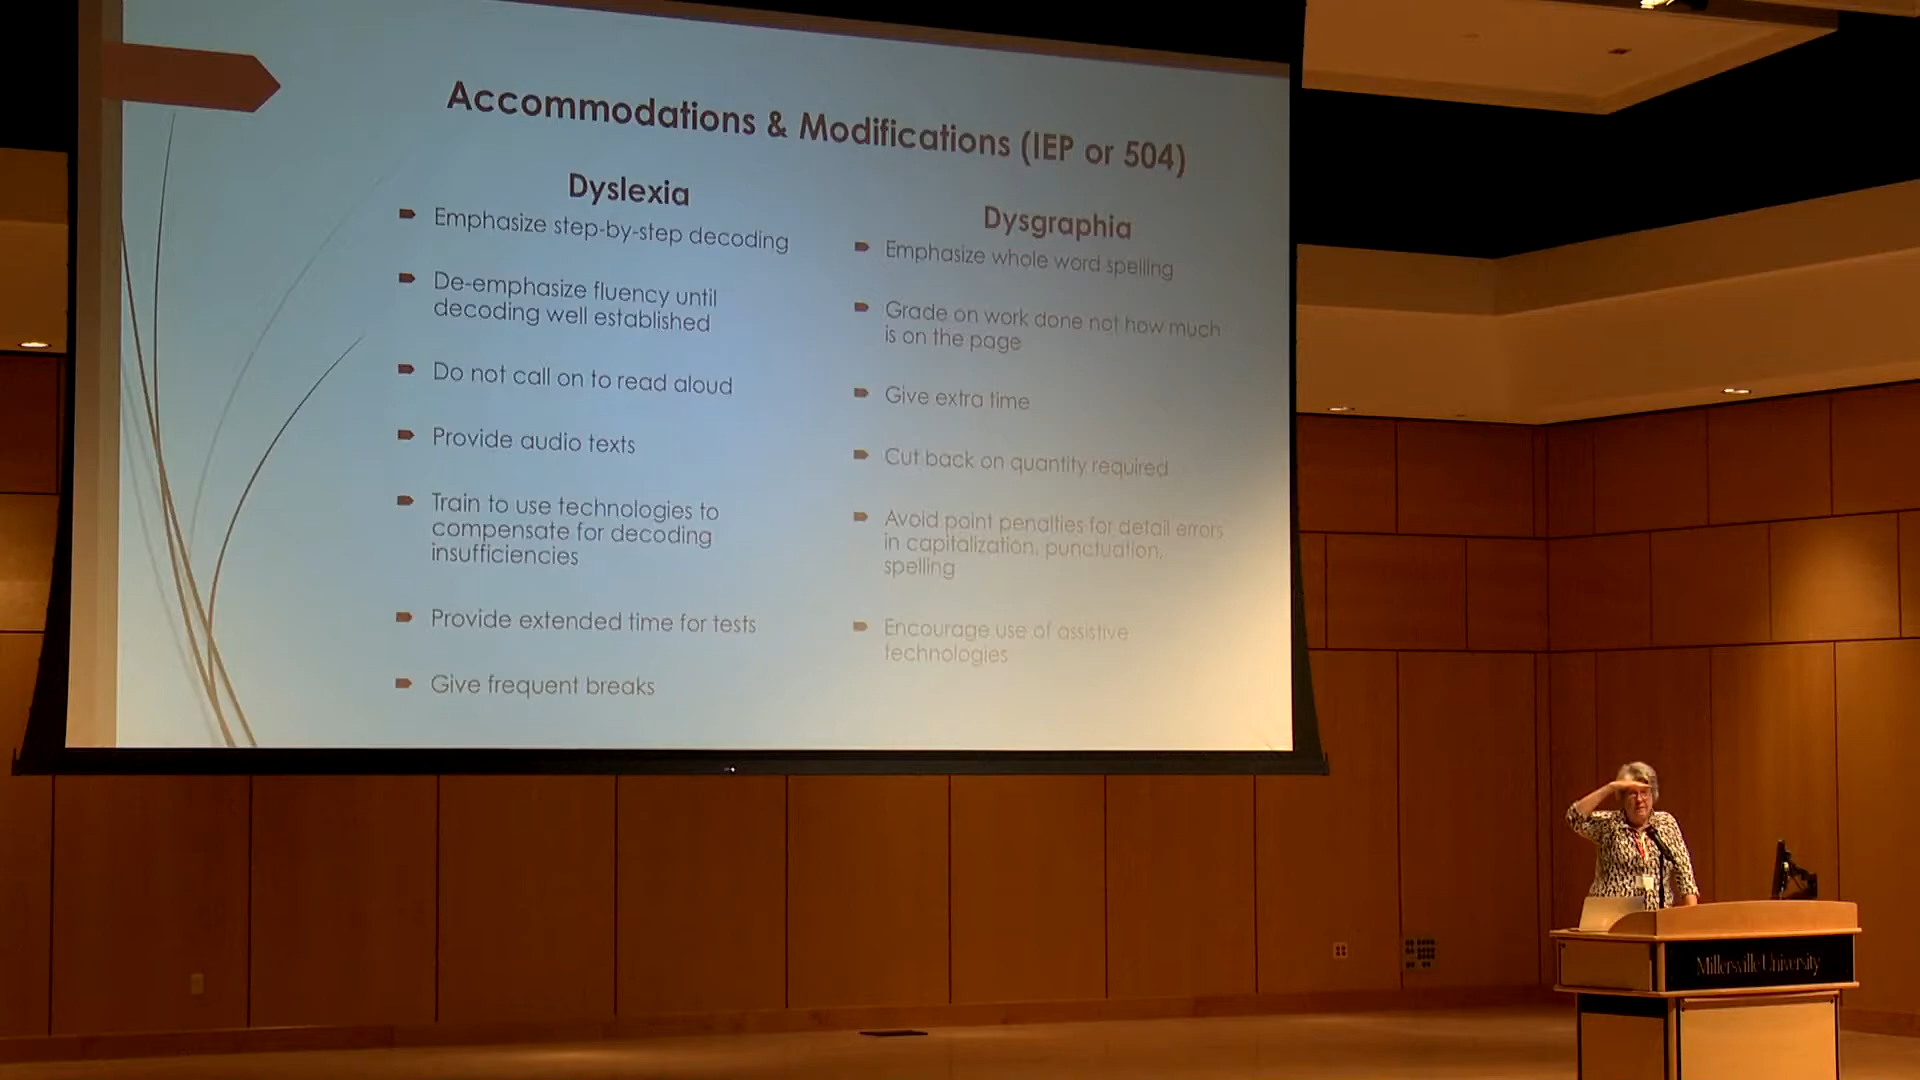 Accommodations & Modifications (IEP or 504)
Dyslexia
Emphasize step-by-step decoding
De-emphasize fluency until
decoding well established
Do not call on to read aloud
Provide audio texts
Train to use technologies to
compensate for decoding
insufficiencies
Provide extended time for tests
Give frequent breaks
Dysgraphia
Emphasize whole word spelling
Grade on work done not how much
is on the page
Give extra time
Cut back on quantity required
Avoid point penalties for detail errors
in capitalization, punctuation,
spelling
Encourage use of assistive
technologies
Millersville University